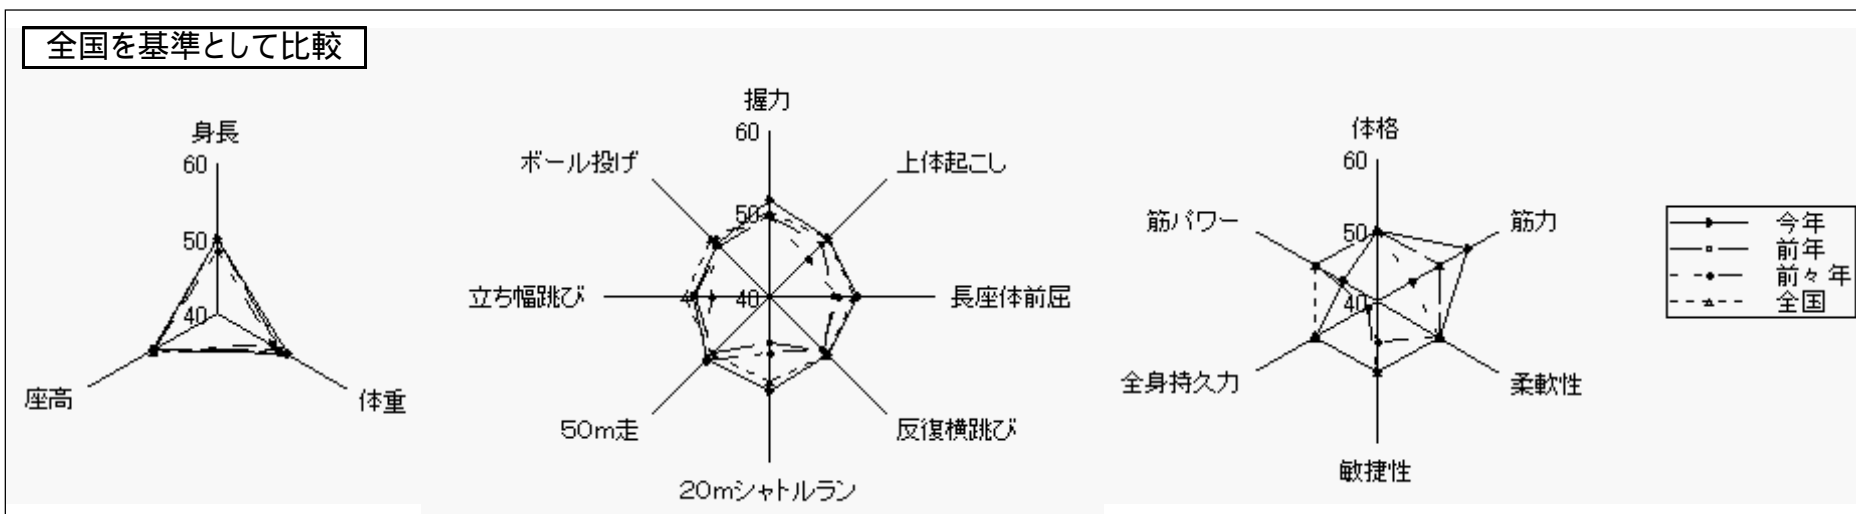 全国を基準として比較
身長
60
50
40
座高
体重
握力
60
ボール投げ
上体起こし
50
立ち幅跳び
40
長座体前屈
50m走
反復横跳び
20mシャトルラン
体格
60
筋パワー
筋力
50
40
全身持久力
柔軟性
敏捷性
今年
前年
前々年
全国